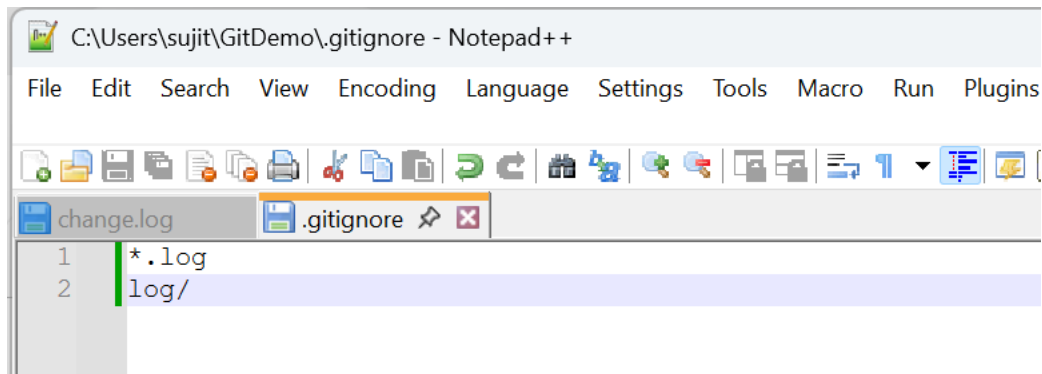 C:\Users\sujit\GitDemo\.gitignore - Notepad++
File Edit Search View Encoding Language Settings Tools Macro Run Plugins
change.log .gitignore
1 *.log
2 log/